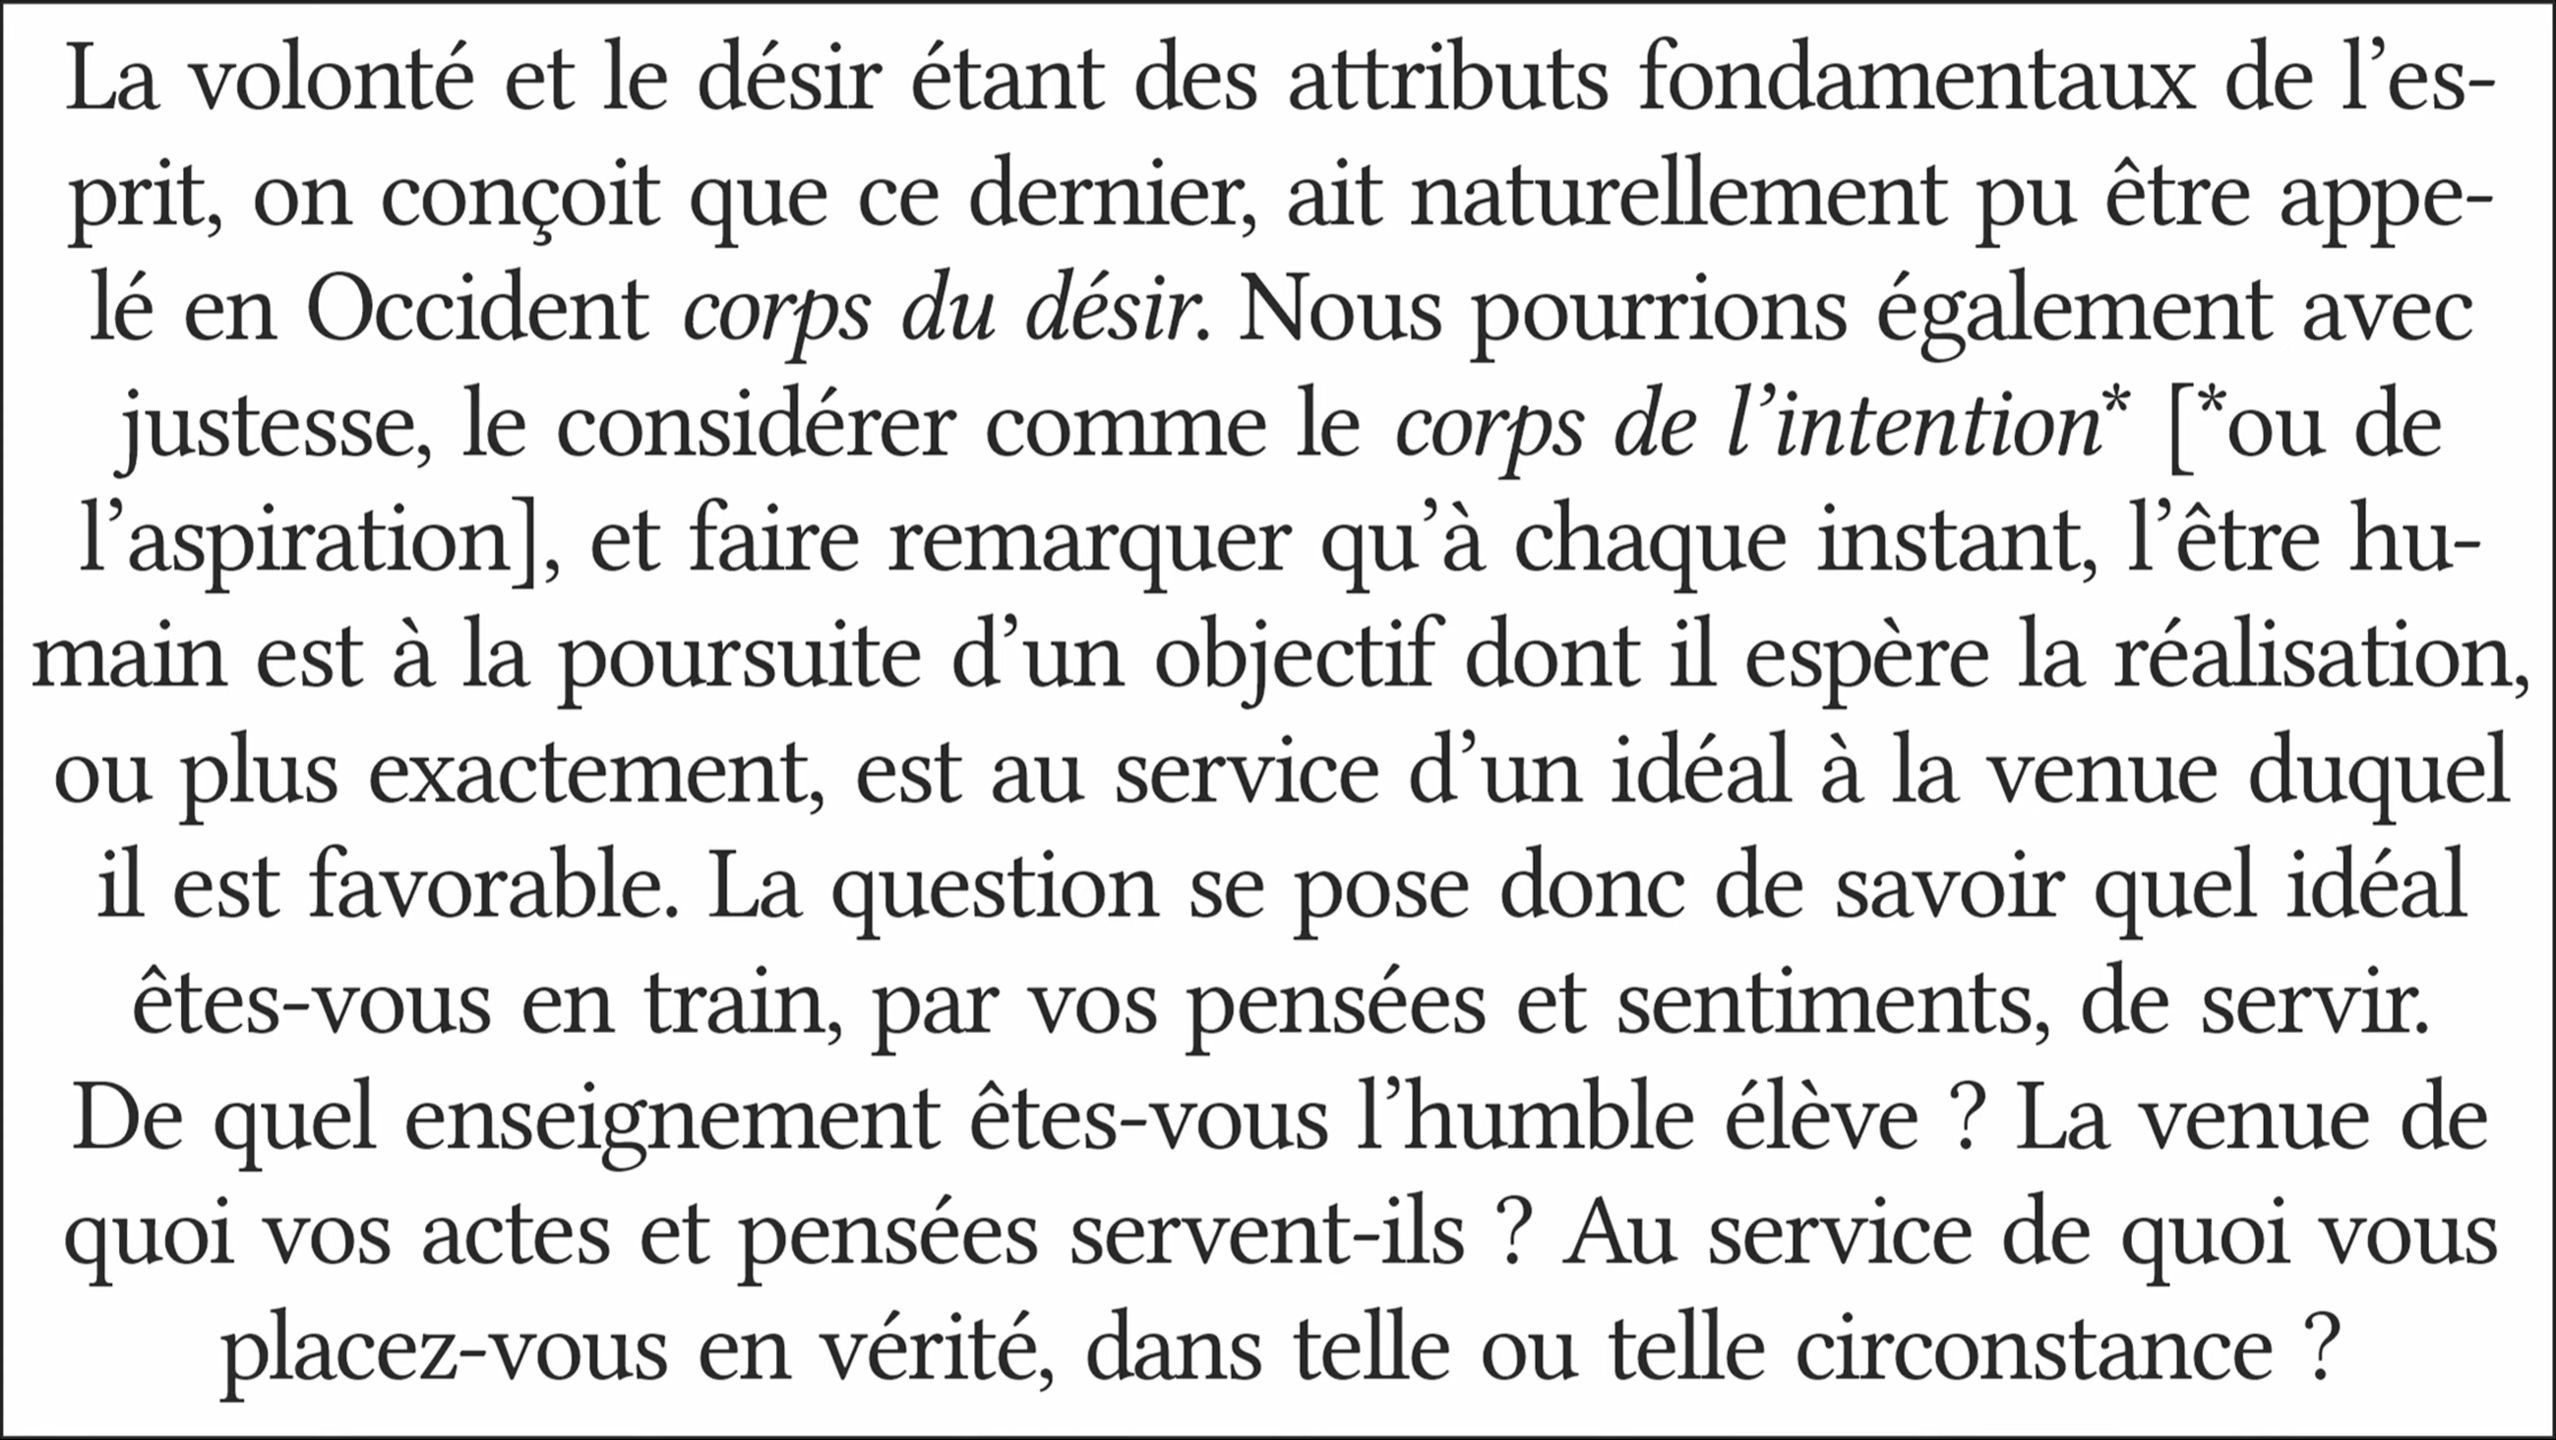 La volonté et le désir étant des attributs fondamentaux de l’es-
prit, on conçoit que ce dernier, ait naturellement pu être appe-
lé en Occident corps du désir. Nous pourrions également avec
justesse, le considérer comme le corps de l’intention* [*ou de
l’aspiration], et faire remarquer qu’à chaque instant, l’être hu-
main est à la poursuite d’un objectif dont il espère la réalisation,
ou plus exactement, est au service d’un idéal à la venue duquel
il est favorable. La question se pose donc de savoir quel idéal
êtes-vous en train, par vos pensées et sentiments, de servir.
De quel enseignement êtes-vous l’humble élève ? La venue de
quoi vos actes et pensées servent-ils ? Au service de quoi vous
placez-vous en vérité, dans telle ou telle circonstance ?